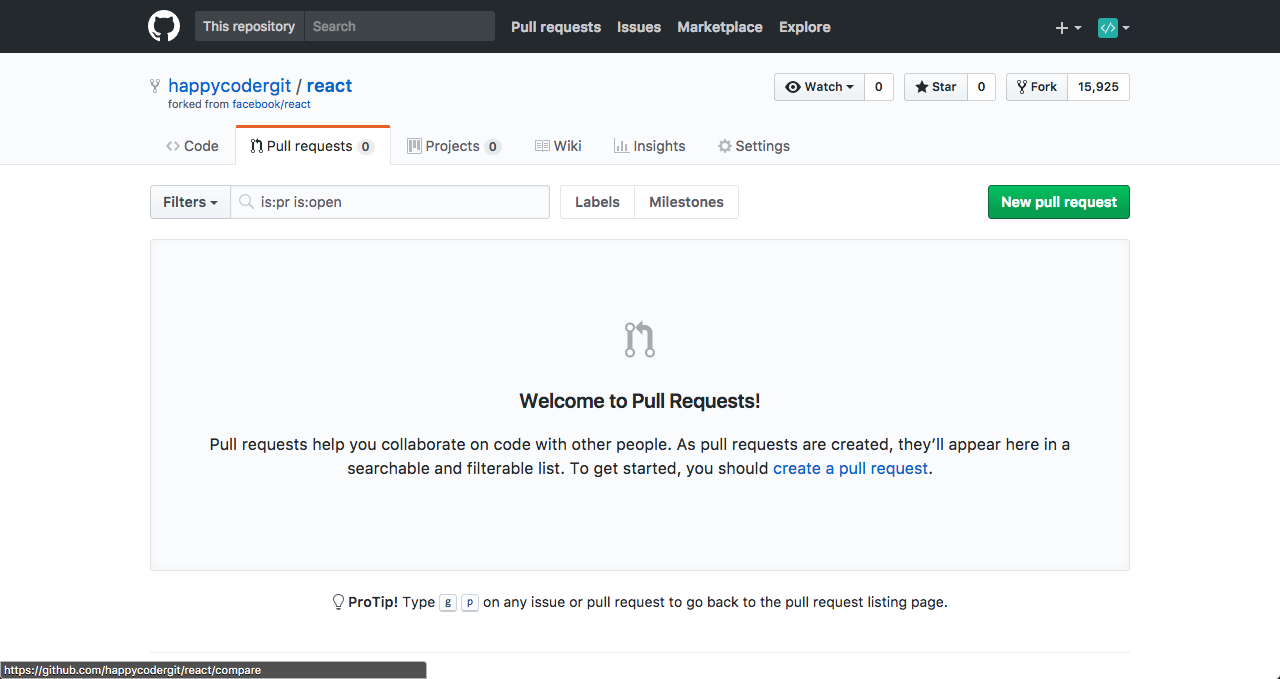 This repository Search Pull requests Issues Marketplace Explore
happycodergit / react
forked from facebook/react
Watch 0 Star 0 Fork 15,925
Code Pull requests 0 Projects 0 Wiki Insights Settings
Filters is:pr is:open Labels Milestones New pull request
Welcome to Pull Requests!
Pull requests help you collaborate on code with other people. As pull requests are created, they’ll appear here in a
searchable and filterable list. To get started, you should create a pull request.
ProTip! Type g p on any issue or pull request to go back to the pull request listing page.
https://github.com/happycodergit/react/compare